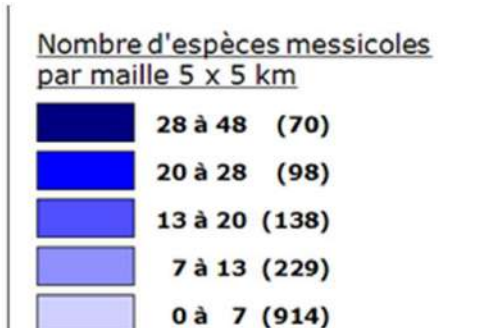 Nombre d'espèces messicoles
par maille 5 x 5 km
28 à 48 (70)
20 à 28 (98)
13 à 20 (138)
7 à 13 (229)
0 à 7 (914)